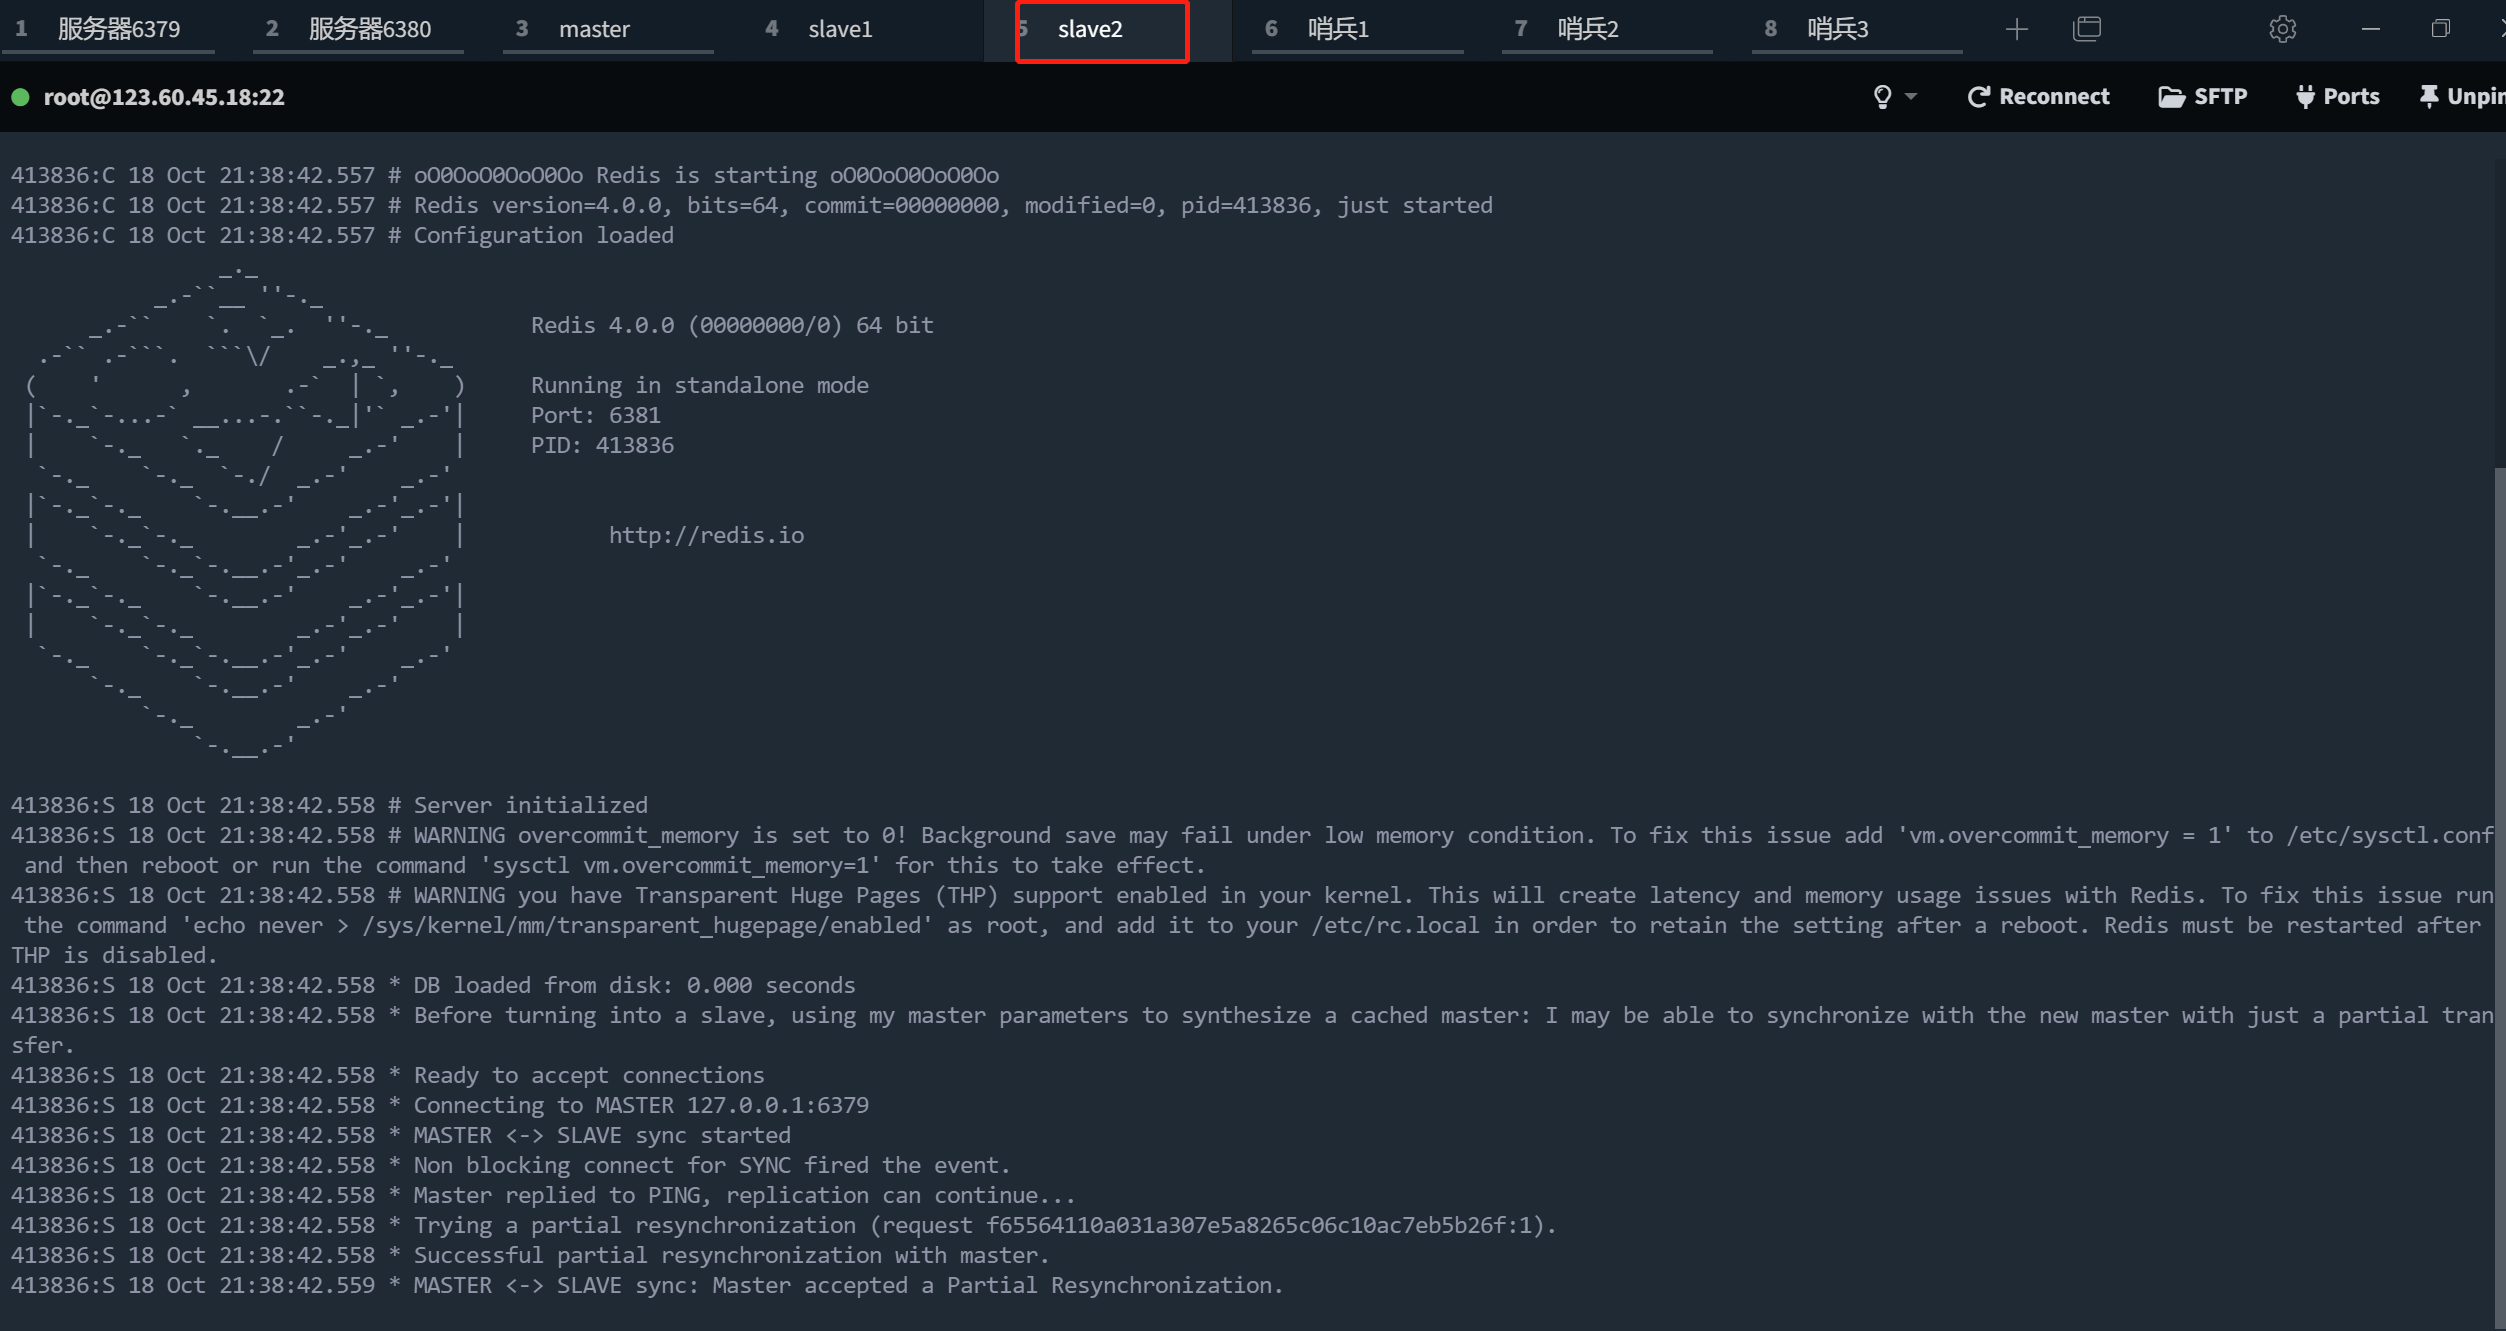 1 服务器6379 2 服务器6380 3 master 4 slave1 5 slave2 6 哨兵1 7 哨兵2 8 哨兵3
root@123.60.45.18:22 Reconnect SFTP Ports Unpin
413836:C 18 Oct 21:38:42.557 # oO0OoO0OoO0Oo Redis is starting oO0OoO0OoO0Oo
413836:C 18 Oct 21:38:42.557 # Redis version=4.0.0, bits=64, commit=00000000, modified=0, pid=413836, just started
413836:C 18 Oct 21:38:42.557 # Configuration loaded
Redis 4.0.0 (00000000/0) 64 bit
Running in standalone mode
Port: 6381
PID: 413836
http://redis.io
413836:S 18 Oct 21:38:42.558 # Server initialized
413836:S 18 Oct 21:38:42.558 # WARNING overcommit_memory is set to 0! Background save may fail under low memory condition. To fix this issue add 'vm.overcommit_memory = 1' to /etc/sysctl.conf
and then reboot or run the command 'sysctl vm.overcommit_memory=1' for this to take effect.
413836:S 18 Oct 21:38:42.558 # WARNING you have Transparent Huge Pages (THP) support enabled in your kernel. This will create latency and memory usage issues with Redis. To fix this issue run
the command 'echo never > /sys/kernel/mm/transparent_hugepage/enabled' as root, and add it to your /etc/rc.local in order to retain the setting after a reboot. Redis must be restarted after
THP is disabled.
413836:S 18 Oct 21:38:42.558 * DB loaded from disk: 0.000 seconds
413836:S 18 Oct 21:38:42.558 * Before turning into a slave, using my master parameters to synthesize a cached master: I may be able to synchronize with the new master with just a partial tran
sfer.
413836:S 18 Oct 21:38:42.558 * Ready to accept connections
413836:S 18 Oct 21:38:42.558 * Connecting to MASTER 127.0.0.1:6379
413836:S 18 Oct 21:38:42.558 * MASTER <-> SLAVE sync started
413836:S 18 Oct 21:38:42.558 * Non blocking connect for SYNC fired the event.
413836:S 18 Oct 21:38:42.558 * Master replied to PING, replication can continue...
413836:S 18 Oct 21:38:42.558 * Trying a partial resynchronization (request f65564110a031a307e5a8265c06c10ac7eb5b26f:1).
413836:S 18 Oct 21:38:42.558 * Successful partial resynchronization with master.
413836:S 18 Oct 21:38:42.559 * MASTER <-> SLAVE sync: Master accepted a Partial Resynchronization.